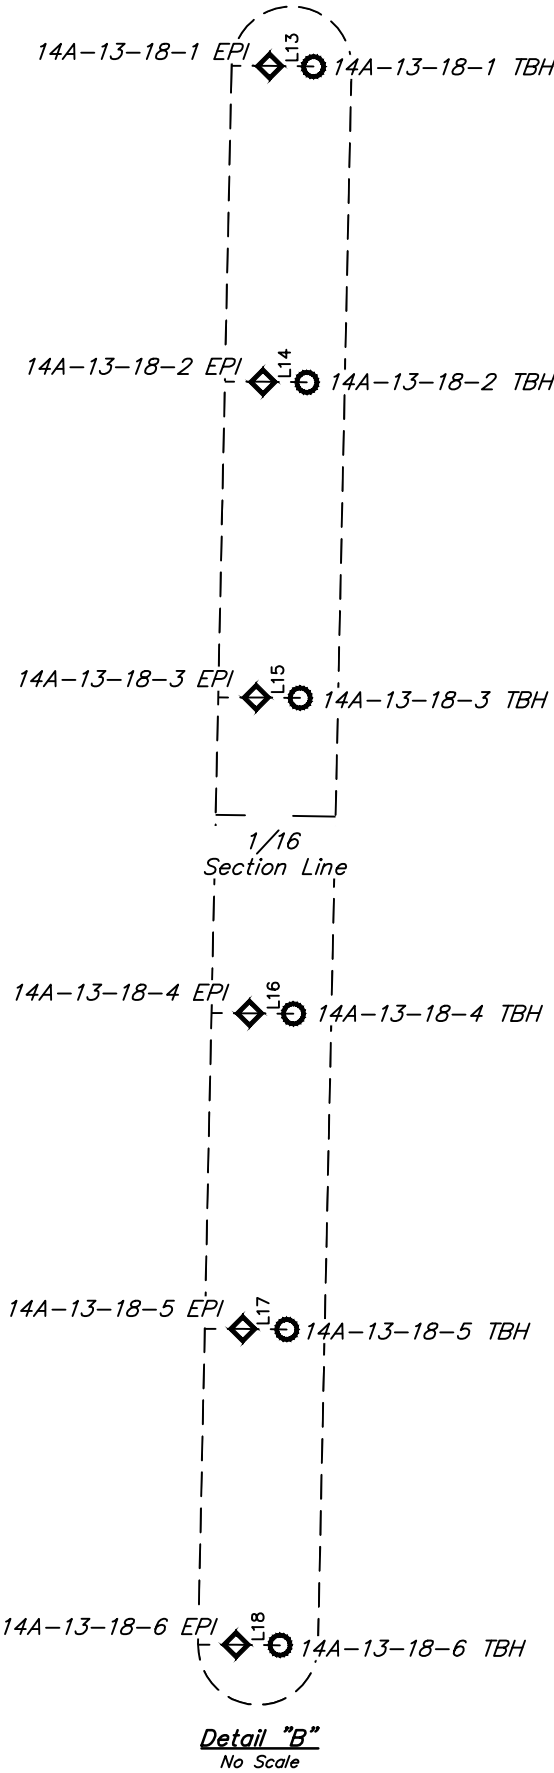 14A-13-18-1 EPI
L13
14A-13-18-1 TBH
14A-13-18-2 EPI
L14
14A-13-18-2 TBH
14A-13-18-3 EPI
L15
14A-13-18-3 TBH
1/16
Section Line
14A-13-18-4 EPI
L16
14A-13-18-4 TBH
14A-13-18-5 EPI
L17
14A-13-18-5 TBH
14A-13-18-6 EPI
L18
14A-13-18-6 TBH
Detail "B"
No Scale